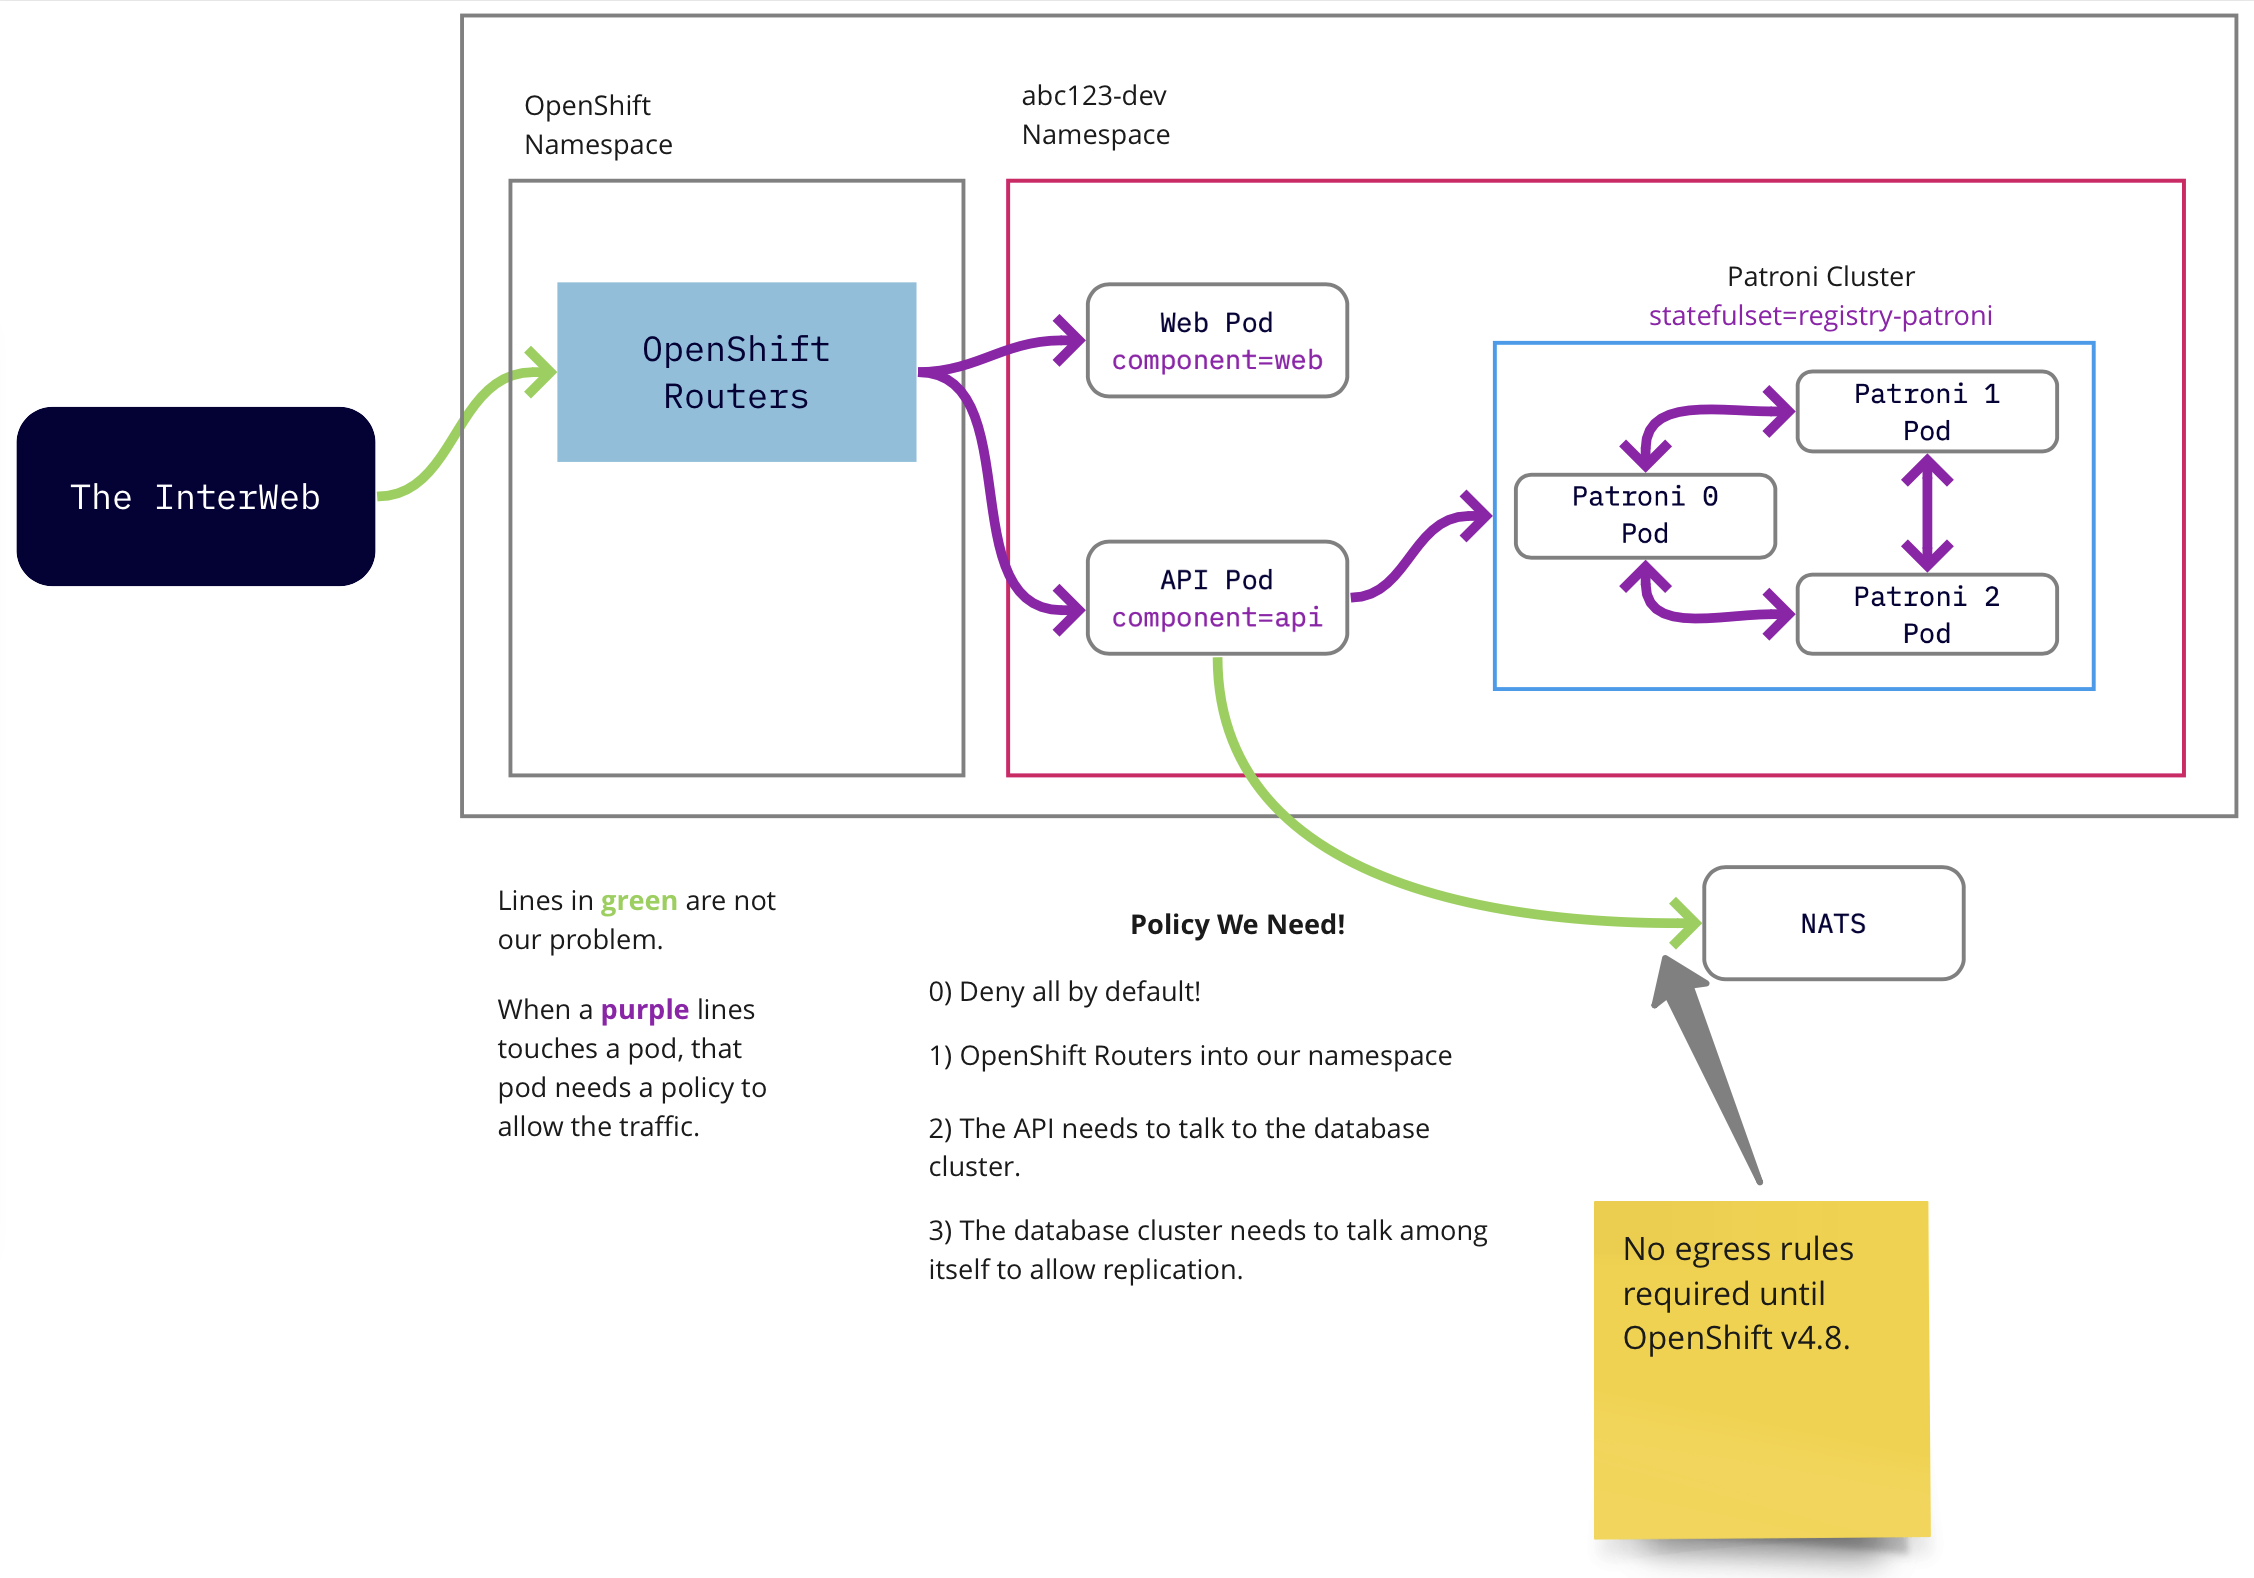 OpenShift
Namespace
abc123-dev
Namespace
The InterWeb
OpenShift
Routers
Web Pod
component=web
API Pod
component=api
Patroni Cluster
statefulset=registry-patroni
Patroni 1
Pod
Patroni 0
Pod
Patroni 2
Pod
NATS
Lines in green are not
our problem.
When a purple lines
touches a pod, that
pod needs a policy to
allow the traffic.
Policy We Need!
0) Deny all by default!
1) OpenShift Routers into our namespace
2) The API needs to talk to the database
cluster.
3) The database cluster needs to talk among
itself to allow replication.
No egress rules
required until
OpenShift v4.8.